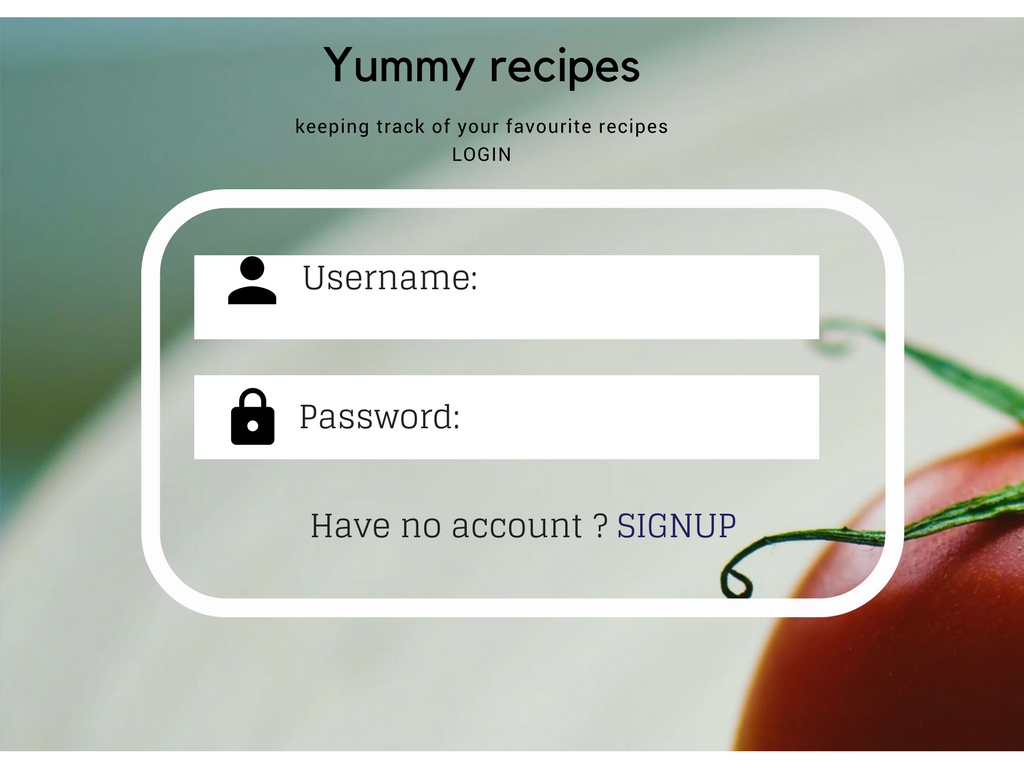 Yummy recipes
keeping track of your favourite recipes
LOGIN
Username:
Password:
Have no account ? SIGNUP